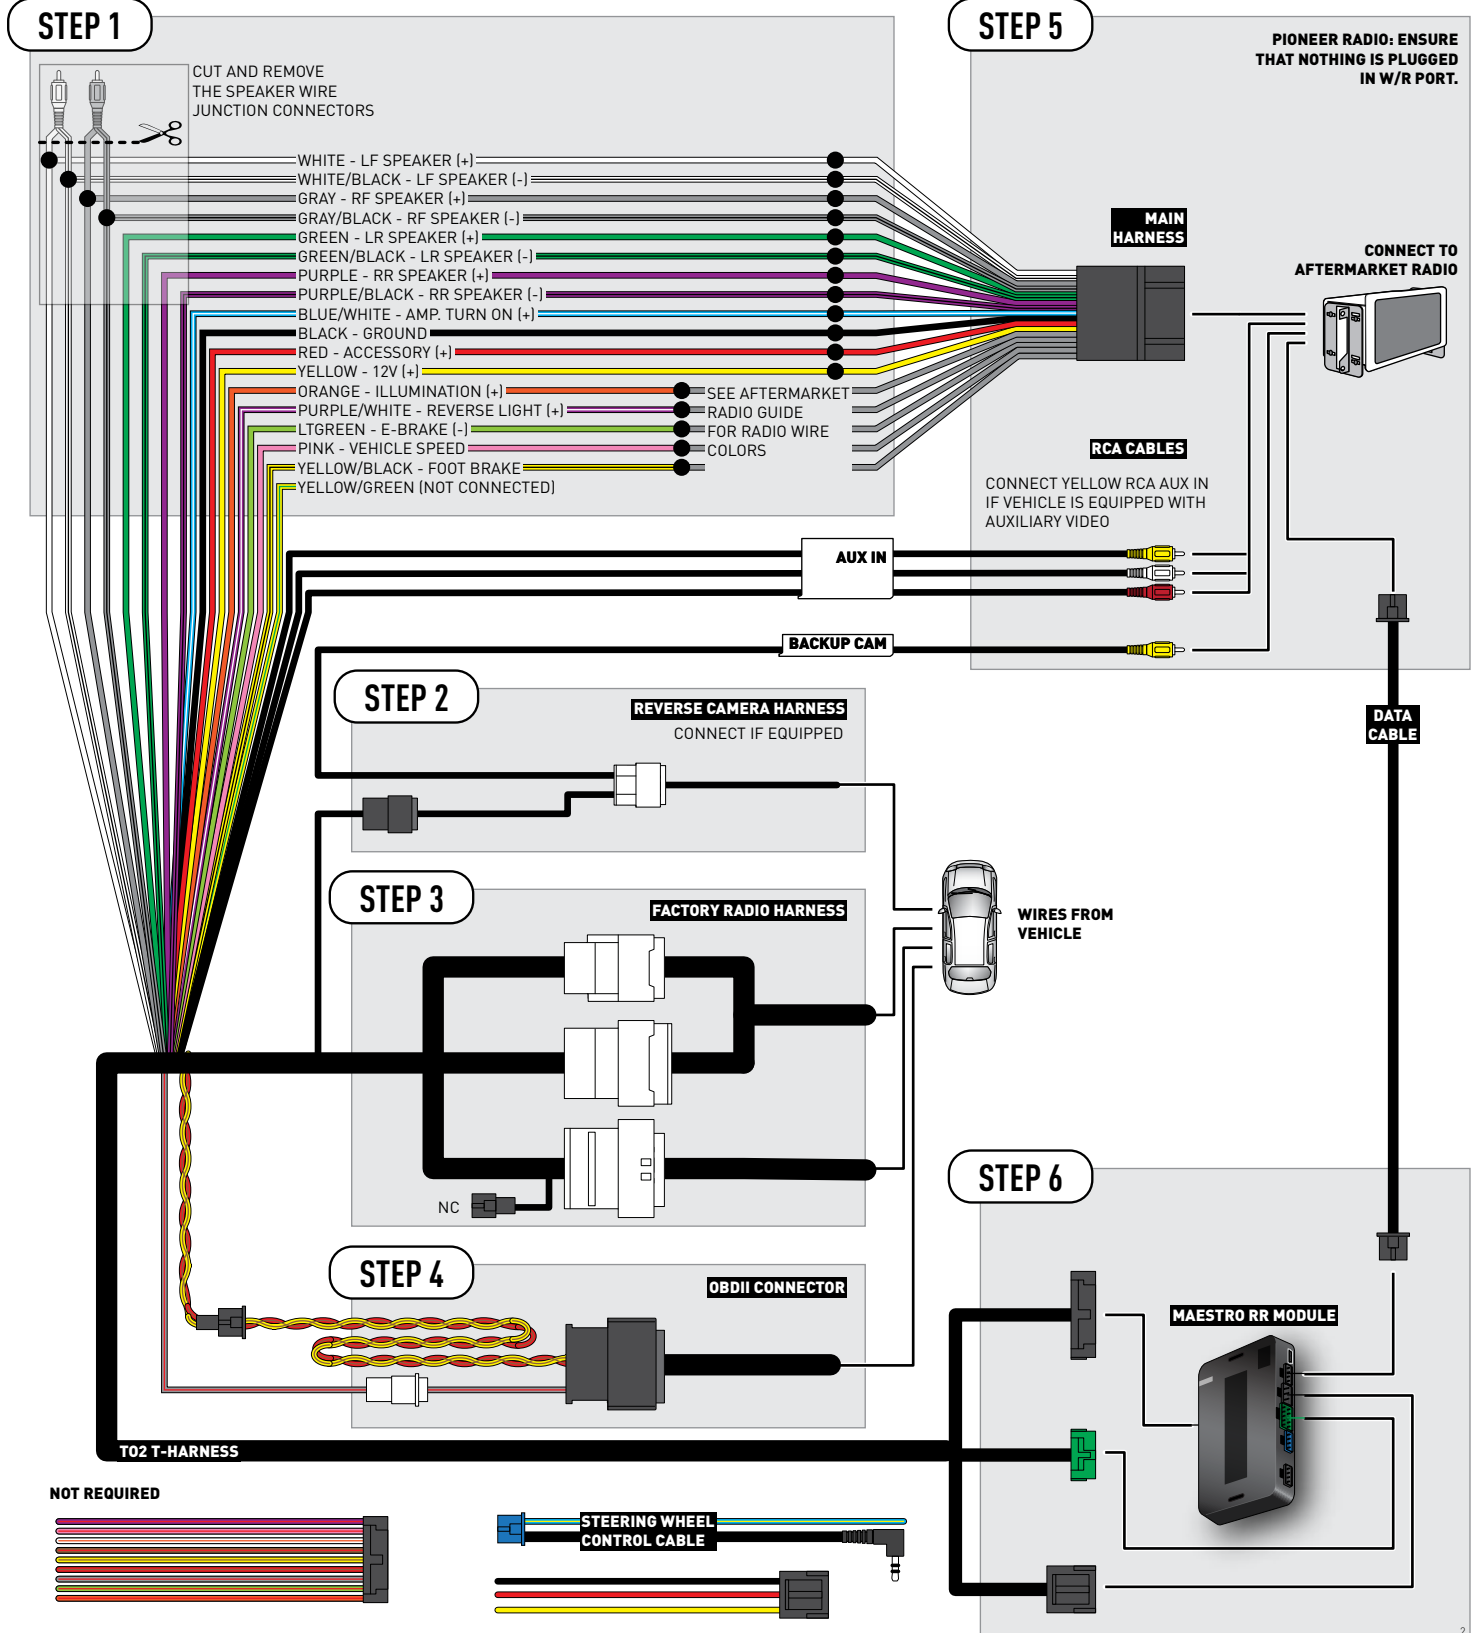 STEP 1
CUT AND REMOVE
THE SPEAKER WIRE
JUNCTION CONNECTORS
WHITE - LF SPEAKER (+)
WHITE/BLACK - LF SPEAKER (-)
GRAY - RF SPEAKER (+)
GRAY/BLACK - RF SPEAKER (-)
GREEN - LR SPEAKER (+)
GREEN/BLACK - LR SPEAKER (-)
PURPLE - RR SPEAKER (+)
PURPLE/BLACK - RR SPEAKER (-)
BLUE/WHITE - AMP. TURN ON (+)
BLACK - GROUND
RED - ACCESSORY (+)
YELLOW - 12V (+)
ORANGE - ILLUMINATION (+)
PURPLE/WHITE - REVERSE LIGHT (+)
LTGREEN - E-BRAKE (-)
PINK - VEHICLE SPEED
YELLOW/BLACK - FOOT BRAKE
YELLOW/GREEN (NOT CONNECTED)
SEE AFTERMARKET
RADIO GUIDE
FOR RADIO WIRE
COLORS
STEP 5
PIONEER RADIO: ENSURE
THAT NOTHING IS PLUGGED
IN W/R PORT.
MAIN
HARNESS
CONNECT TO
AFTERMARKET RADIO
RCA CABLES
CONNECT YELLOW RCA AUX IN
IF VEHICLE IS EQUIPPED WITH
AUXILIARY VIDEO
AUX IN
BACKUP CAM
DATA
CABLE
STEP 2
REVERSE CAMERA HARNESS
CONNECT IF EQUIPPED
STEP 3
FACTORY RADIO HARNESS
WIRES FROM
VEHICLE
NC
STEP 4
OBDII CONNECTOR
STEP 6
MAESTRO RR MODULE
TO2 T-HARNESS
NOT REQUIRED
STEERING WHEEL
CONTROL CABLE
2